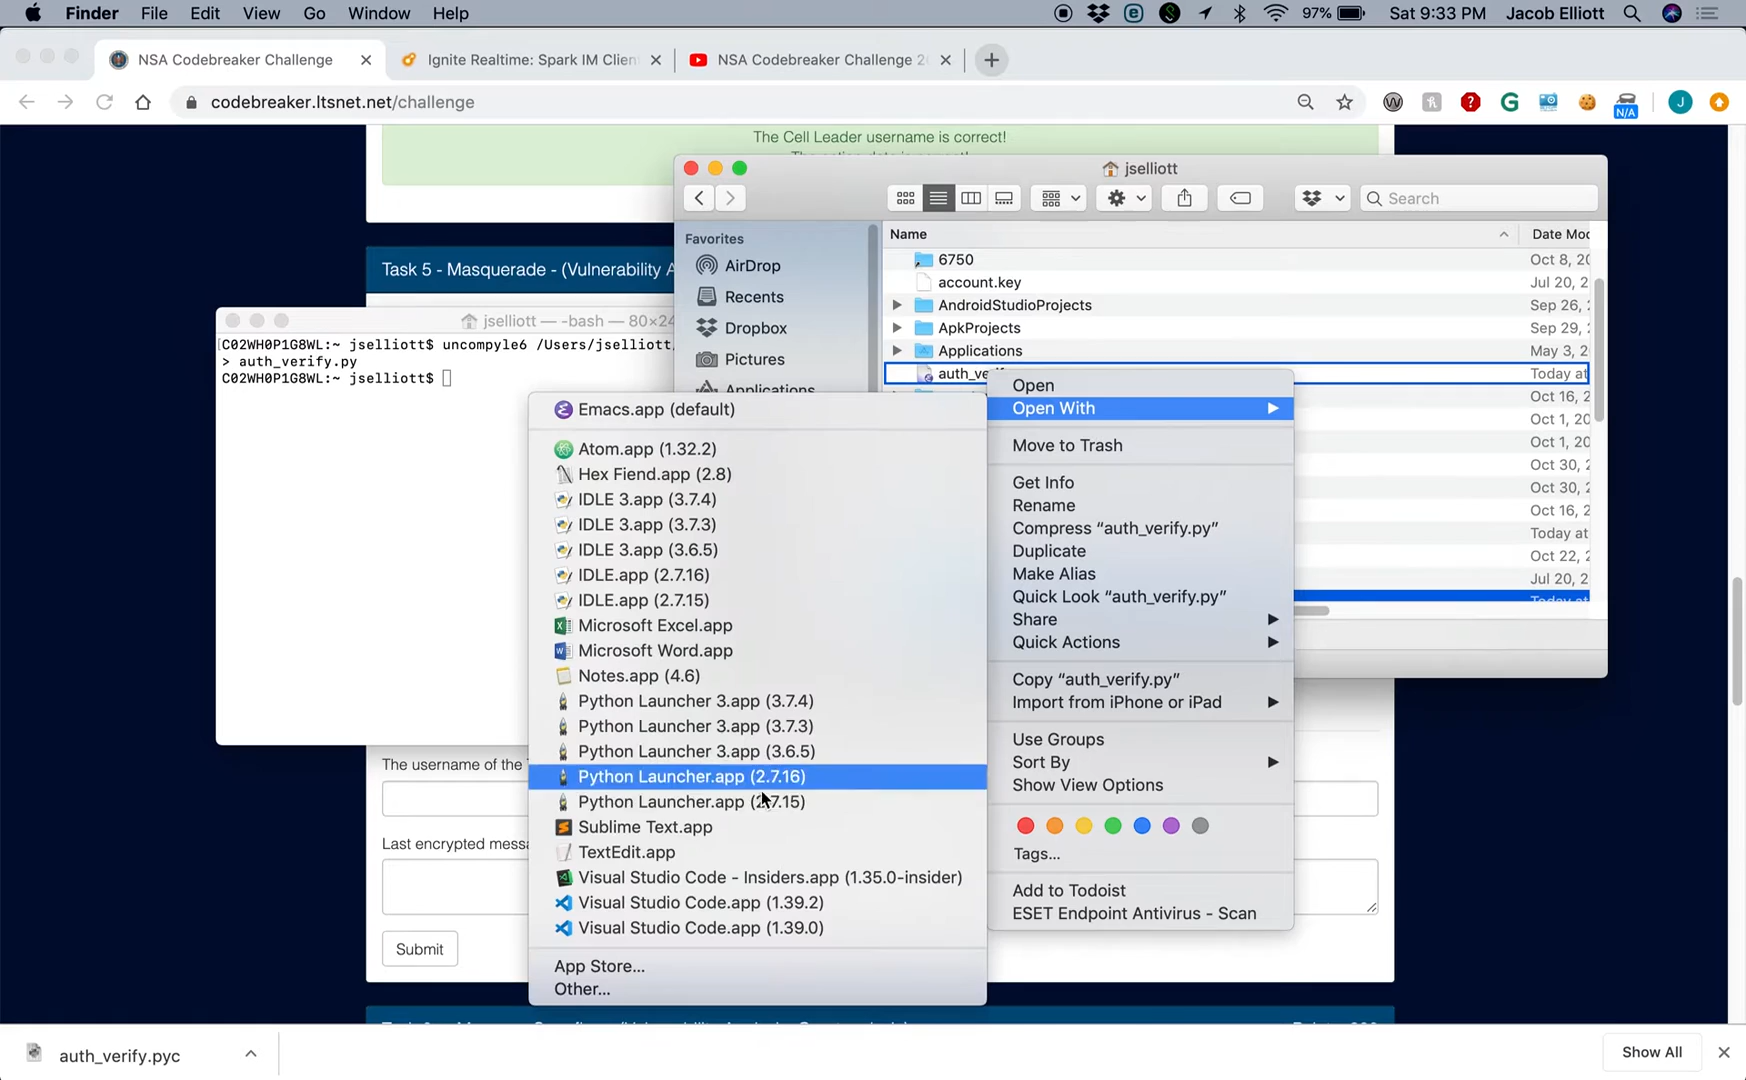 Finder File Edit View Go Window Help 97% Sat 9:33 PM Jacob Elliott
NSA Codebreaker Challenge
Ignite Realtime: Spark IM Clien
NSA Codebreaker Challenge 2
codebreaker.ltsnet.net/challenge
N/A
J
The Cell Leader username is correct!
Task 5 - Masquerade - (Vulnerability A
jselliott
Search
Favorites
AirDrop
Recents
Dropbox
Pictures
Applications
Name
Date Mod
6750 Oct 8, 20
account.key Jul 20, 2
AndroidStudioProjects Sep 26, 2
ApkProjects Sep 29, 2
Applications May 3, 2
auth_ve Today at
Oct 16, 2
Oct 1, 20
Oct 1, 20
Oct 30, 2
Oct 30, 2
Oct 16, 2
Today at
Oct 22, 2
Jul 20, 2
Today at
jselliott — -bash — 80×24
C02WH0P1G8WL:~ jselliott$ uncompyle6 /Users/jselliott
> auth_verify.py
C02WH0P1G8WL:~ jselliott$
Open
Open With
Move to Trash
Get Info
Rename
Compress “auth_verify.py”
Duplicate
Make Alias
Quick Look “auth_verify.py”
Share
Quick Actions
Copy “auth_verify.py”
Import from iPhone or iPad
Use Groups
Sort By
Show View Options
Tags...
Add to Todoist
ESET Endpoint Antivirus - Scan
Emacs.app (default)
Atom.app (1.32.2)
Hex Fiend.app (2.8)
IDLE 3.app (3.7.4)
IDLE 3.app (3.7.3)
IDLE 3.app (3.6.5)
IDLE.app (2.7.16)
IDLE.app (2.7.15)
Microsoft Excel.app
Microsoft Word.app
Notes.app (4.6)
Python Launcher 3.app (3.7.4)
Python Launcher 3.app (3.7.3)
Python Launcher 3.app (3.6.5)
Python Launcher.app (2.7.16)
Python Launcher.app (2.7.15)
Sublime Text.app
TextEdit.app
Visual Studio Code - Insiders.app (1.35.0-insider)
Visual Studio Code.app (1.39.2)
Visual Studio Code.app (1.39.0)
App Store...
Other...
The username of the
Last encrypted messa
Submit
auth_verify.pyc
Show All